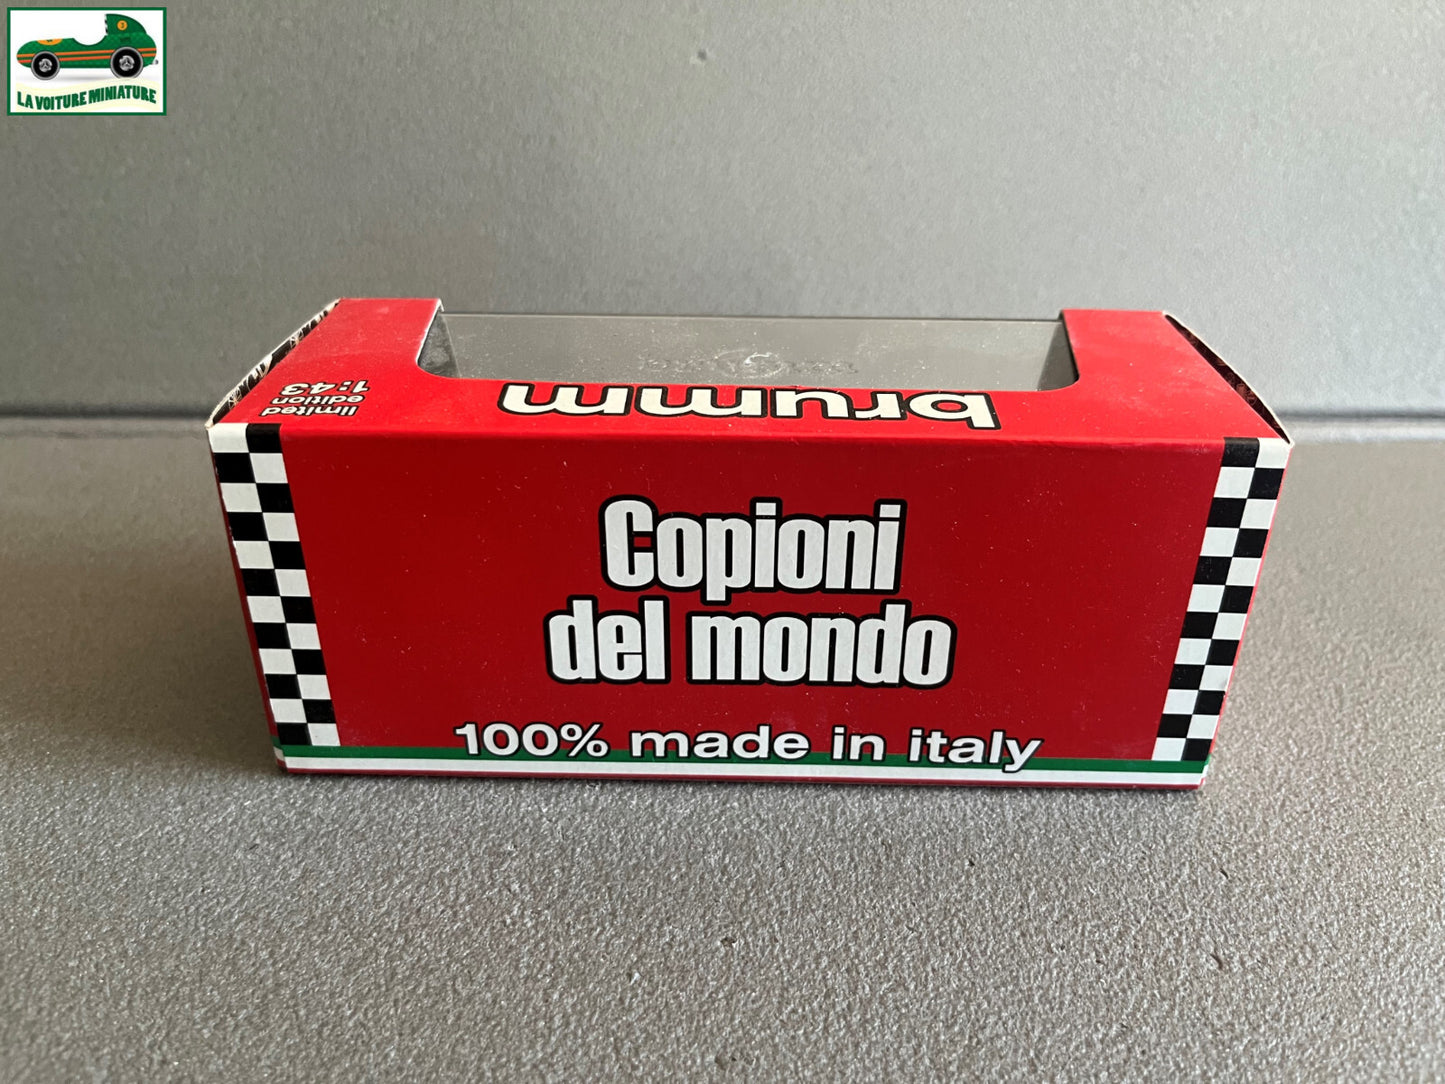 LA VOITURE MINIATURE
limited
edition
1:43
brumm
Copioni
del mondo
100% made in italy